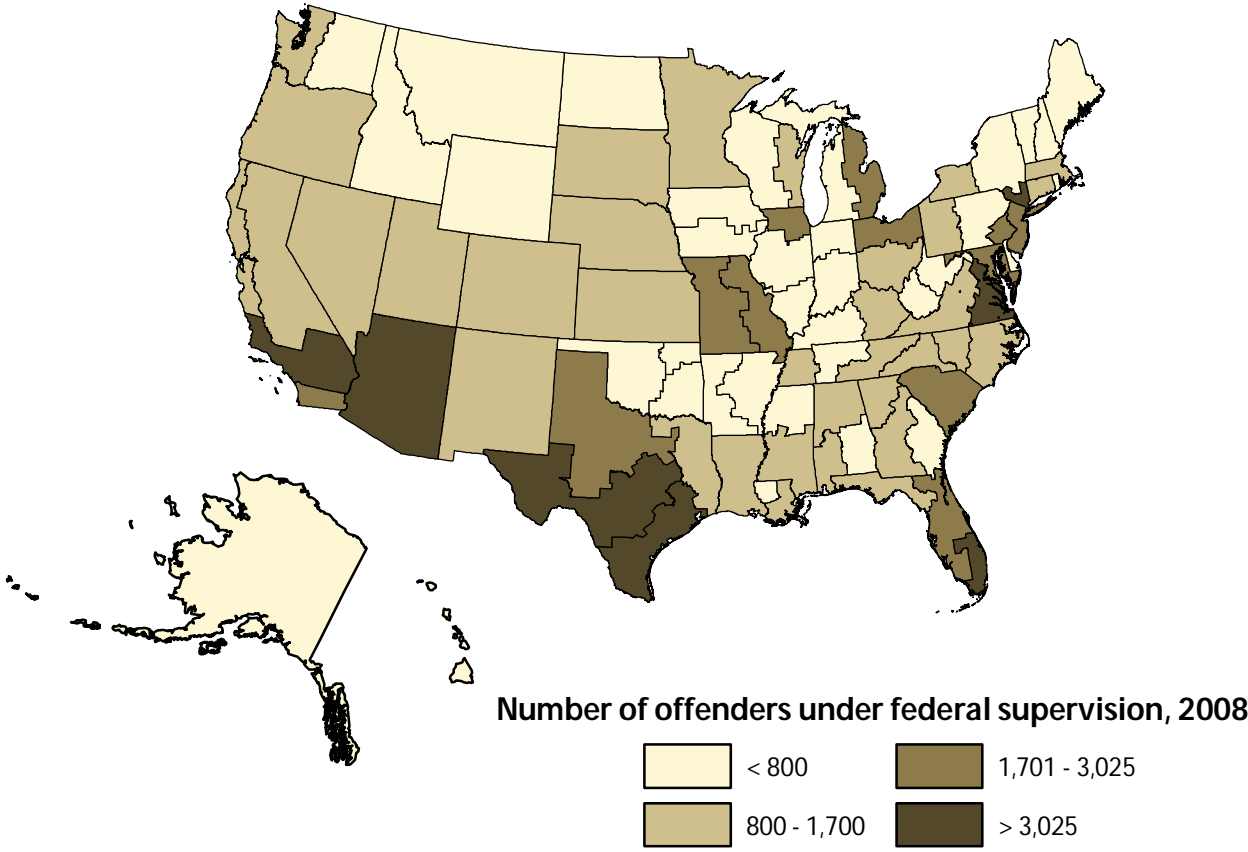 Number of offenders under federal supervision, 2008
< 800
1,701 - 3,025
800 - 1,700
> 3,025